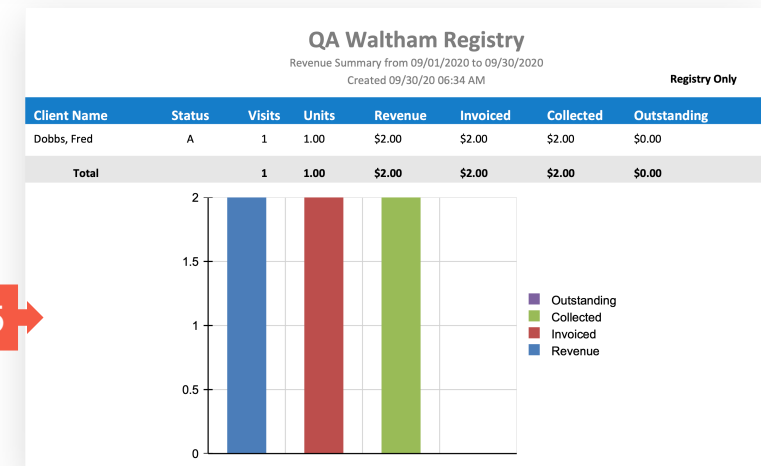 QA Waltham Registry
Revenue Summary from 09/01/2020 to 09/30/2020
Created 09/30/20 06:34 AM
Registry Only
Client Name Status Visits Units Revenue Invoiced Collected Outstanding
Dobbs, Fred A 1 1.00 $2.00 $2.00 $2.00 $0.00
Total 1 1.00 $2.00 $2.00 $2.00 $0.00
2
1.5
1
0.5
0
Outstanding
Collected
Invoiced
Revenue